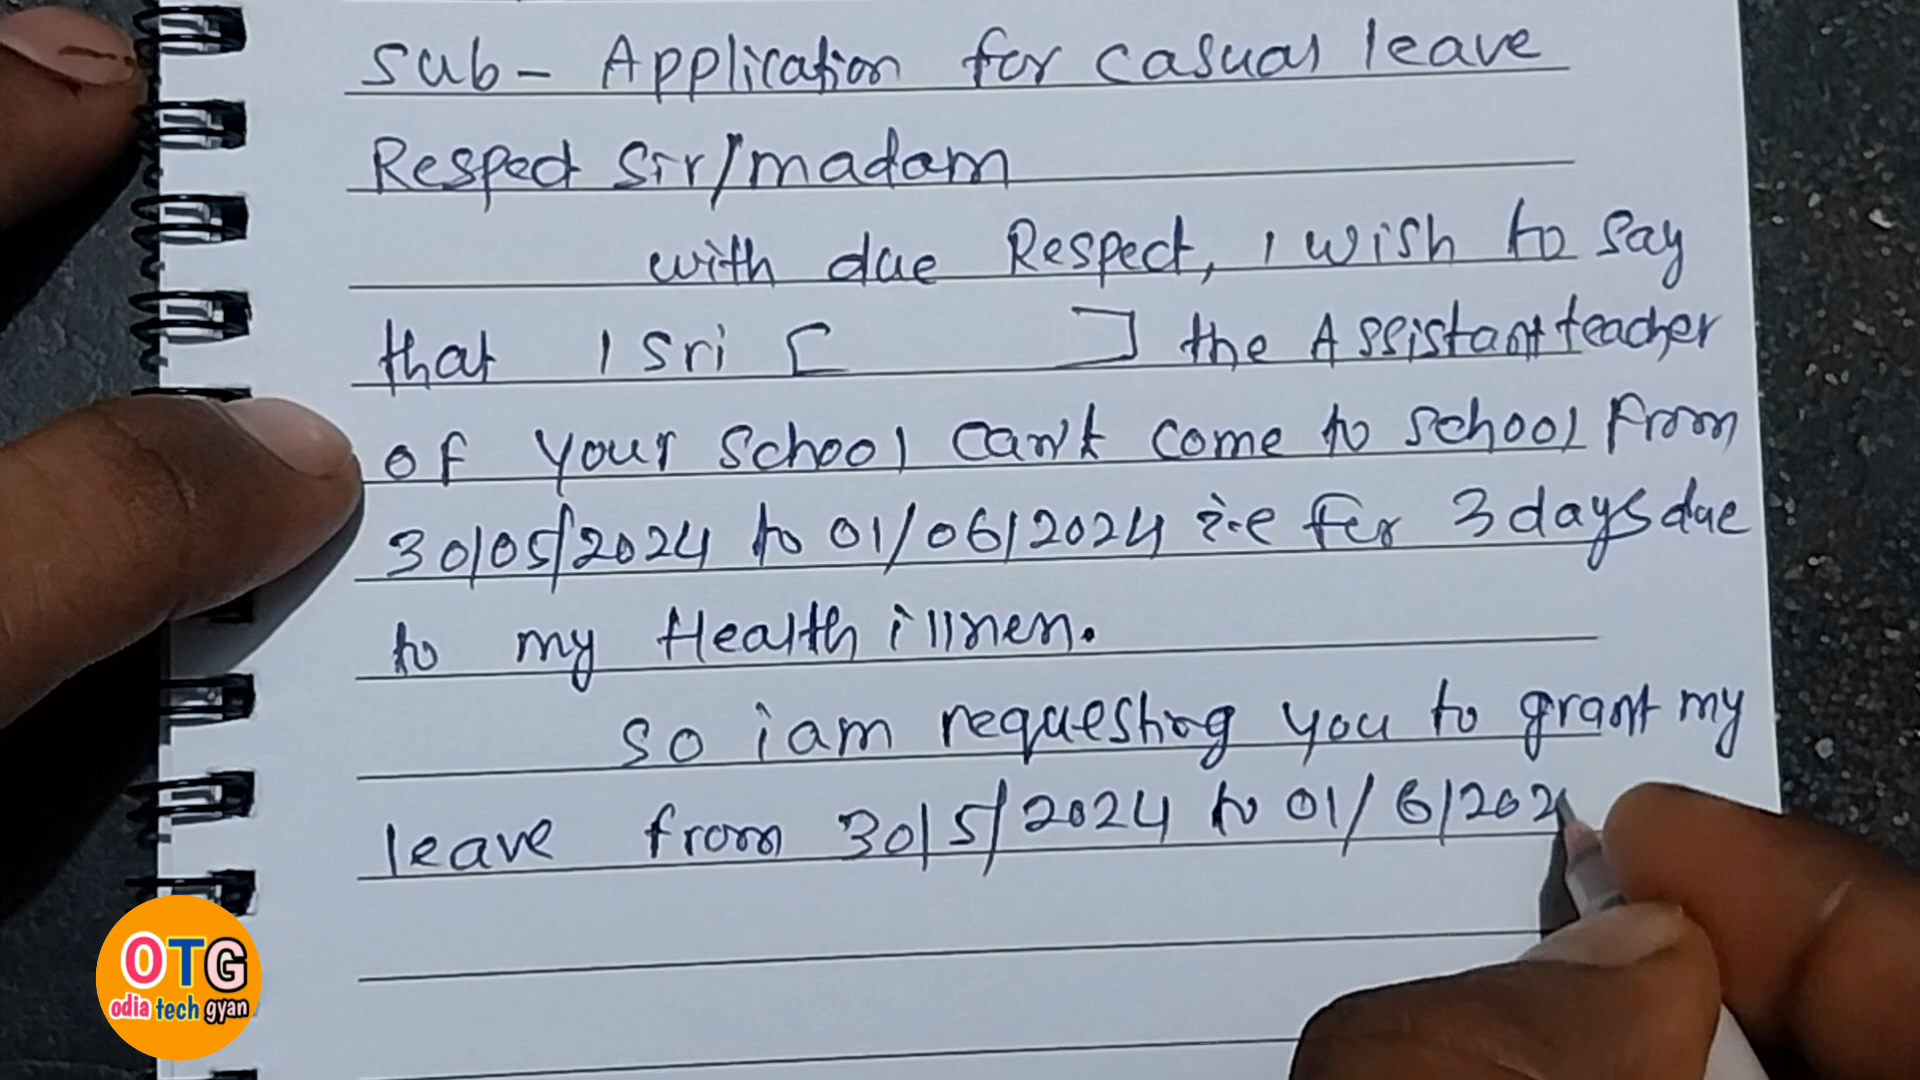 Sub- Application for casual leave
Respect Sir/madam
with due Respect, I wish to say
that I Sri [ ] the Assistant teacher
of your school can't come to school from
30/05/2024 to 01/06/2024 i.e for 3 days due
to my Health illness.
so i am requesting you to grant my
leave from 30/5/2024 to 01/6/202
OTG
odia tech gyan